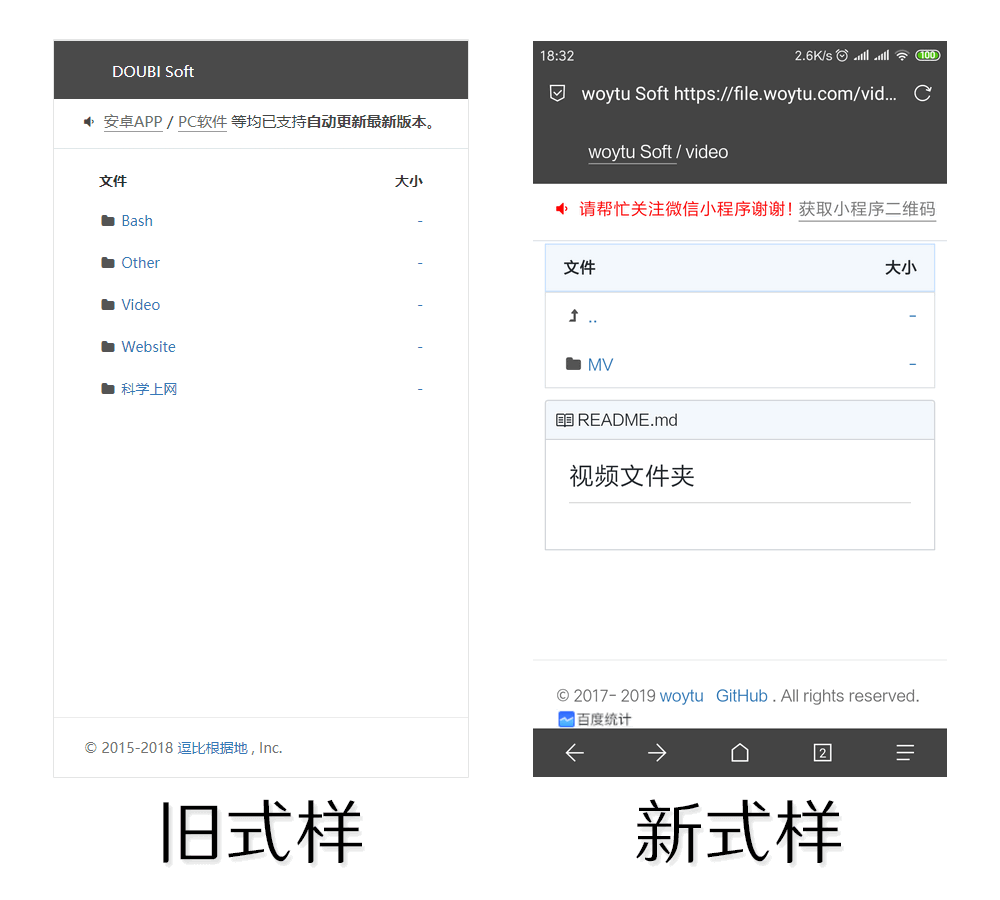 DOUBI Soft
安卓APP / PC软件 等均已支持自动更新最新版本。
文件 大小
Bash -
Other -
Video -
Website -
科学上网 -
© 2015-2018 逗比根据地 , Inc.
旧式样
18:32 2.6K/s 100
woytu Soft https://file.woytu.com/vid...
woytu Soft / video
请帮忙关注微信小程序谢谢！ 获取小程序二维码
文件 大小
.. -
MV -
README.md
视频文件夹
© 2017- 2019 woytu GitHub . All rights reserved.
百度统计
2
新式样